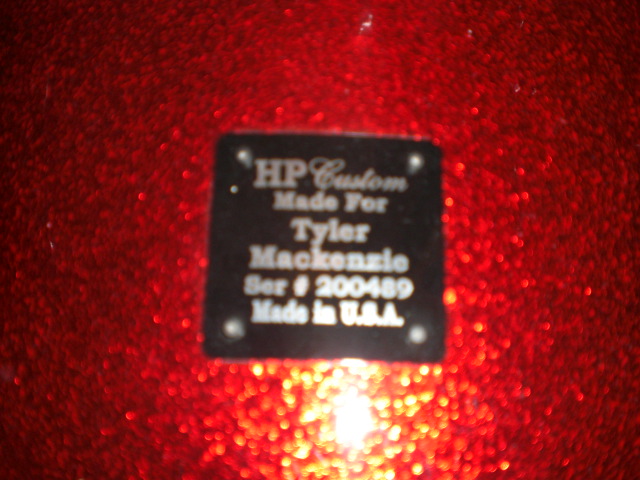 HP Custom
Made For
Tyler
Mackenzie
Ser # 200489
Made in U.S.A.